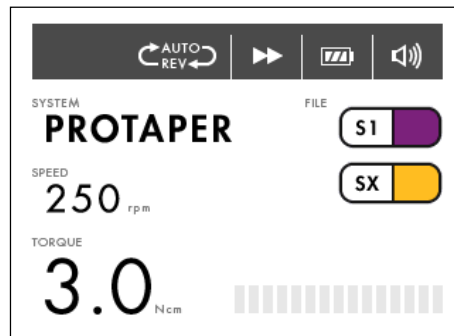 AUTO
REV
SYSTEM
PROTAPER
FILE
S1
SX
SPEED
250 rpm
TORQUE
3.0 Ncm